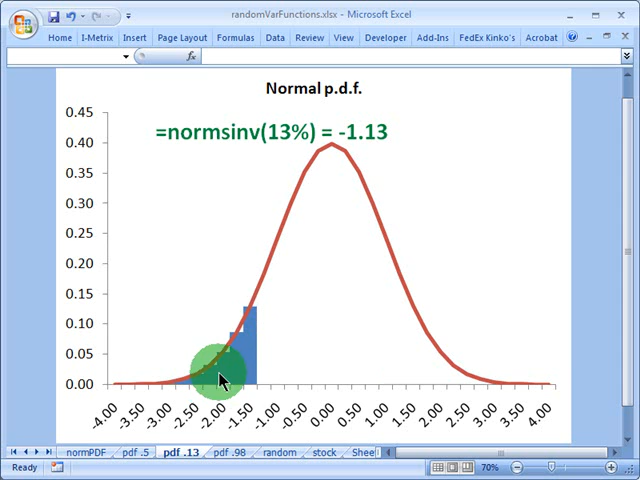 randomVarFunctions.xlsx - Microsoft Excel
Home I-Metrix Insert Page Layout Formulas Data Review View Developer Add-Ins FedEx Kinko's Acrobat
fx
Normal p.d.f.
=normsinv(13%) = -1.13
0.45
0.40
0.35
0.30
0.25
0.20
0.15
0.10
0.05
0.00
-4.00 -3.50 -3.00 -2.50 -2.00 -1.50 -1.00 -0.50 0.00 0.50 1.00 1.50 2.00 2.50 3.00 3.50 4.00
normPDF pdf .5 pdf .13 pdf .98 random stock Shee
Ready 70%